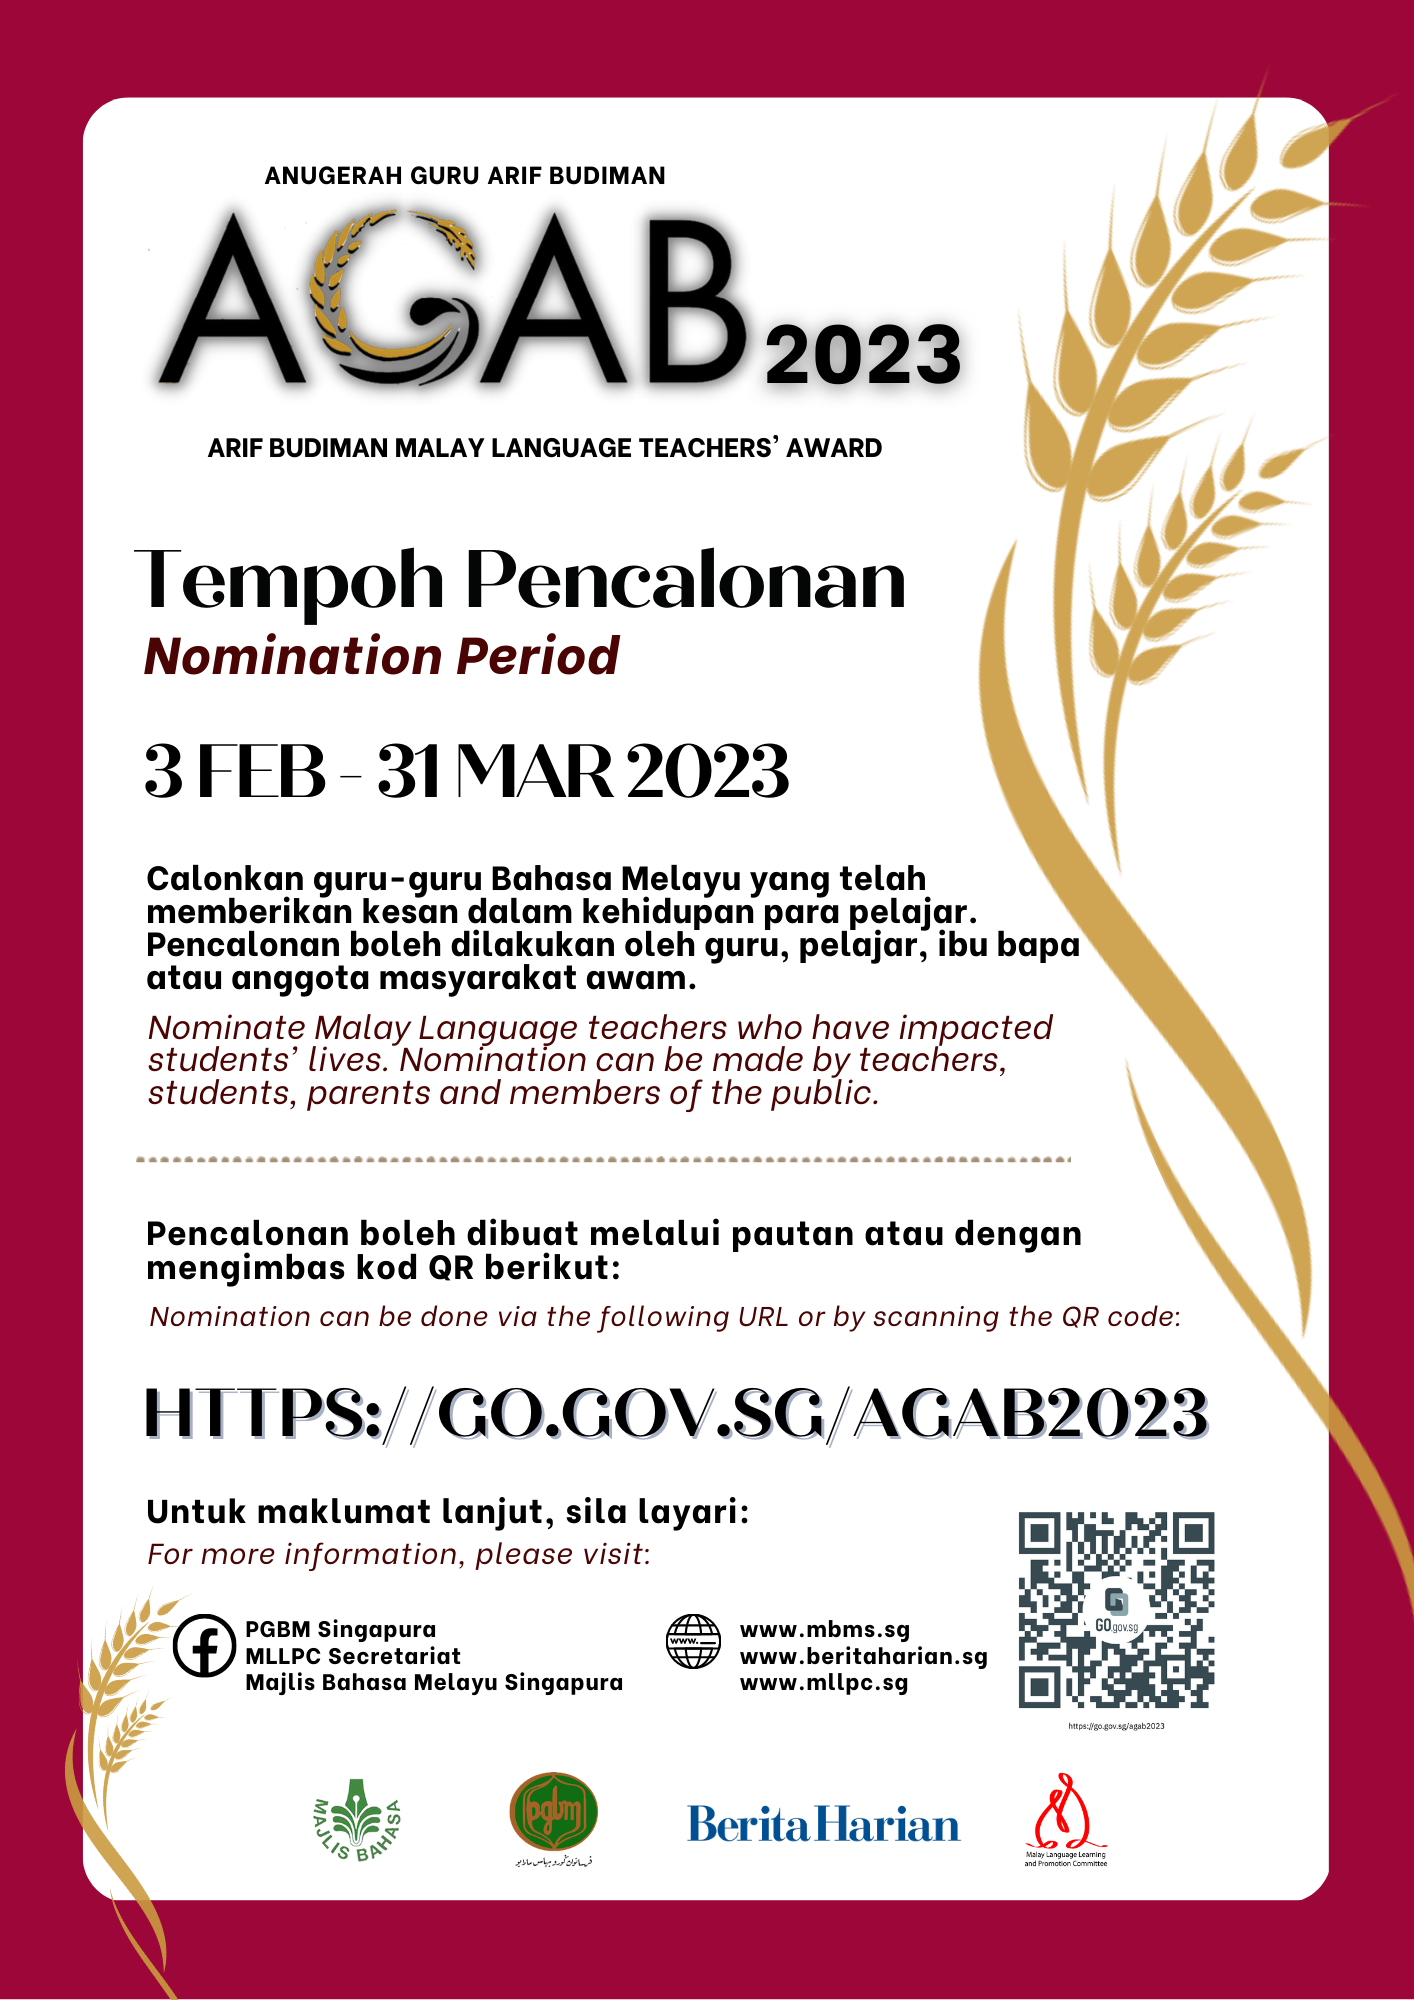 ANUGERAH GURU ARIF BUDIMAN
AGAB 2023
ARIF BUDIMAN MALAY LANGUAGE TEACHERS’ AWARD
Tempoh Pencalonan
Nomination Period
3 FEB - 31 MAR 2023
Calonkan guru-guru Bahasa Melayu yang telah
memberikan kesan dalam kehidupan para pelajar.
Pencalonan boleh dilakukan oleh guru, pelajar, ibu bapa
atau anggota masyarakat awam.
Nominate Malay Language teachers who have impacted
students’ lives. Nomination can be made by teachers,
students, parents and members of the public.
Pencalonan boleh dibuat melalui pautan atau dengan
mengimbas kod QR berikut:
Nomination can be done via the following URL or by scanning the QR code:
HTTPS://GO.GOV.SG/AGAB2023
Untuk maklumat lanjut, sila layari:
For more information, please visit:
PGBM Singapura
MLLPC Secretariat
Majlis Bahasa Melayu Singapura
www.
www.mbms.sg
www.beritaharian.sg
www.mllpc.sg
GO.gov.sg
https://go.gov.sg/agab2023
MAJLIS BAHASA
pgbm
Berita Harian
Malay Language Learning
and Promotion Committee